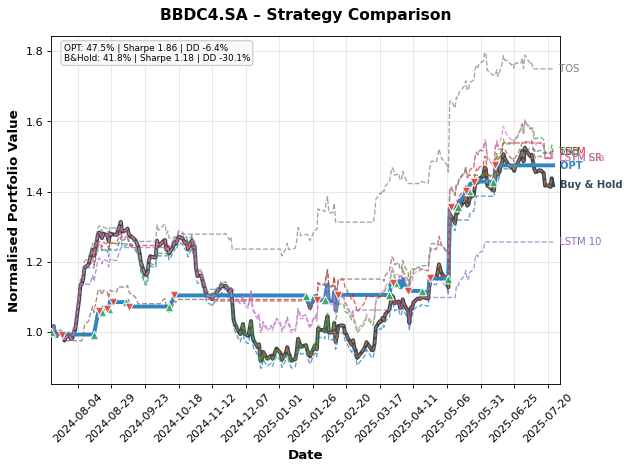 BBDC4.SA – Strategy Comparison
OPT: 47.5% | Sharpe 1.86 | DD -6.4%
B&Hold: 41.8% | Sharpe 1.18 | DD -30.1%
Normalised Portfolio Value
1.8
1.6
1.4
1.2
1.0
TOS
OPT
Buy & Hold
LSTM 10
2024-08-04
2024-08-29
2024-09-23
2024-10-18
2024-11-12
2024-12-07
2025-01-01
2025-01-26
2025-02-20
2025-03-17
2025-04-11
2025-05-06
2025-05-31
2025-06-25
2025-07-20
Date